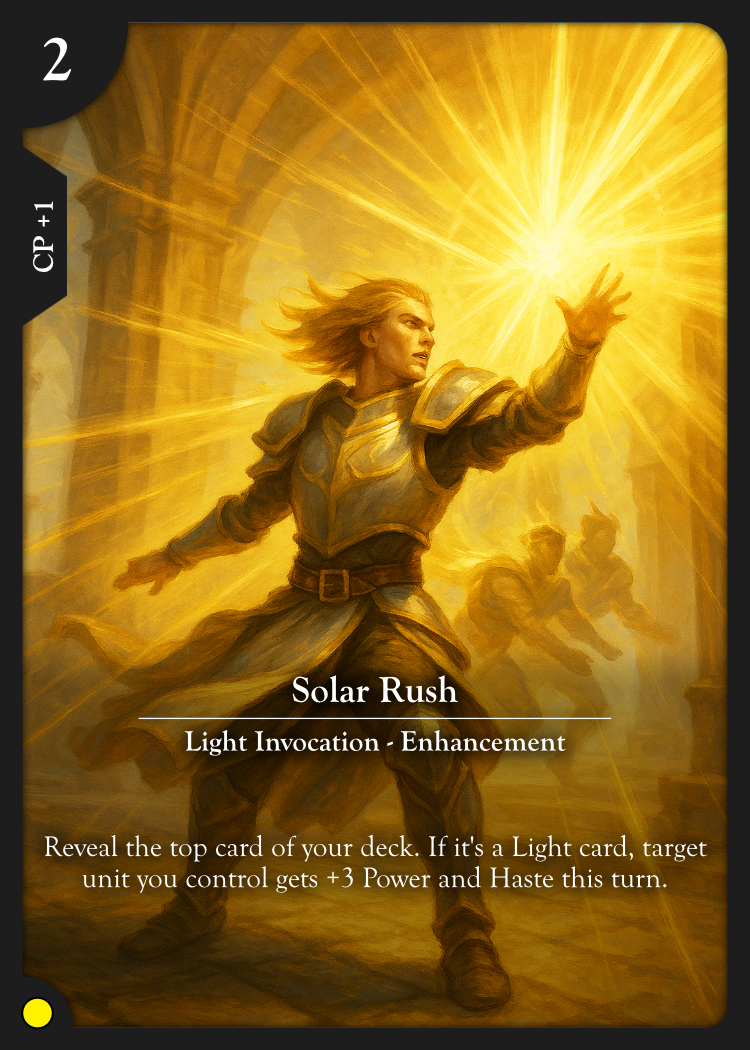 2
CP +1
Solar Rush
Light Invocation - Enhancement
Reveal the top card of your deck. If it's a Light card, target
unit you control gets +3 Power and Haste this turn.